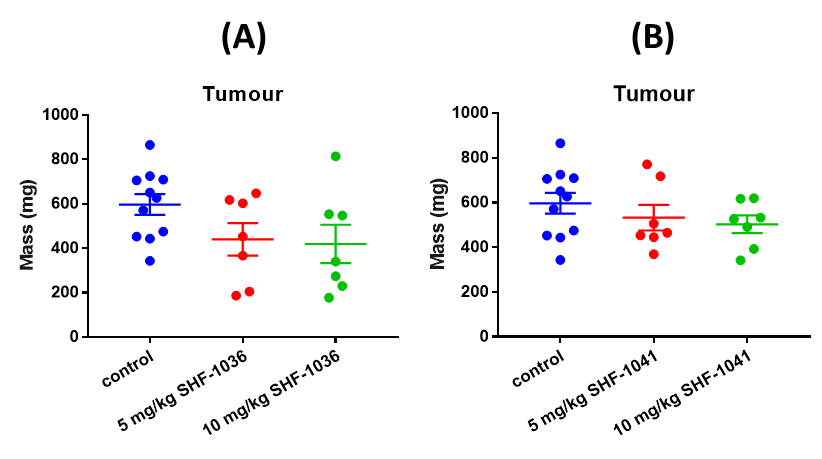 (A)
Tumour
1000
800
600
400
200
0
Mass (mg)
control
5 mg/kg SHF-1036
10 mg/kg SHF-1036
(B)
Tumour
1000
800
600
400
200
0
Mass (mg)
control
5 mg/kg SHF-1041
10 mg/kg SHF-1041